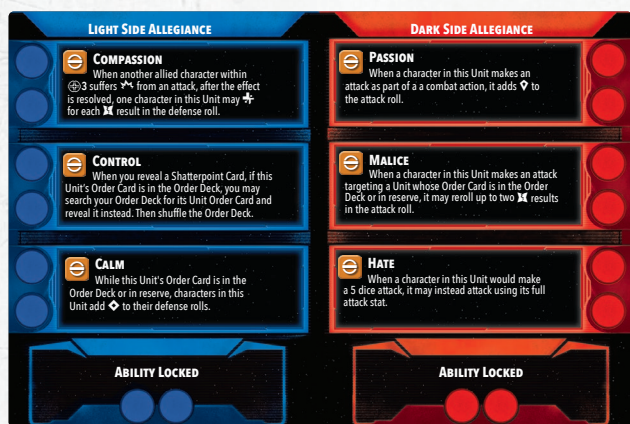 LIGHT SIDE ALLEGIANCE
COMPASSION
When another allied character within
3 suffers from an attack, after the effect
is resolved, one character in this Unit may
for each result in the defense roll.
CONTROL
When you reveal a Shatterpoint Card, if this
Unit's Order Card is in the Order Deck, you may
search your Order Deck for its Unit Order Card and
reveal it instead. Then shuffle the Order Deck.
CALM
While this Unit's Order Card is in the
Order Deck or in reserve, characters in this
Unit add to their defense rolls.
ABILITY LOCKED
DARK SIDE ALLEGIANCE
PASSION
When a character in this Unit makes an
attack as part of a a combat action, it adds to
the attack roll.
MALICE
When a character in this Unit makes an attack
targeting a Unit whose Order Card is in the Order
Deck or in reserve, it may reroll up to two results
in the attack roll.
HATE
When a character in this Unit would make
a 5 dice attack, it may instead attack using its full
attack stat.
ABILITY LOCKED